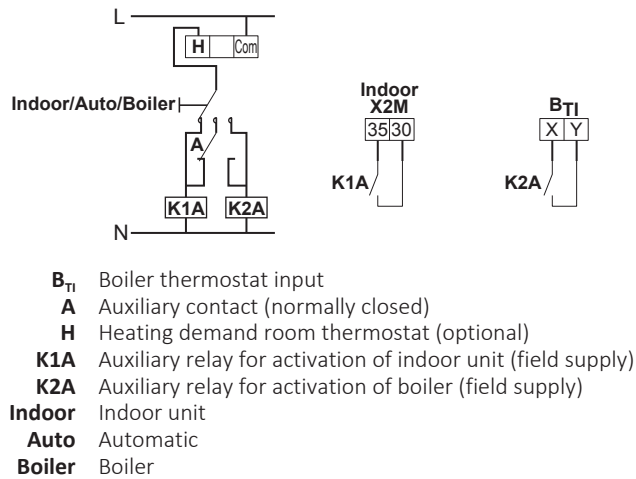 L
H Com
Indoor/Auto/Boiler
A
K1A K2A
N
Indoor
X2M
35 30
K1A
BTI
X Y
K2A
BTI Boiler thermostat input
A Auxiliary contact (normally closed)
H Heating demand room thermostat (optional)
K1A Auxiliary relay for activation of indoor unit (field supply)
K2A Auxiliary relay for activation of boiler (field supply)
Indoor Indoor unit
Auto Automatic
Boiler Boiler